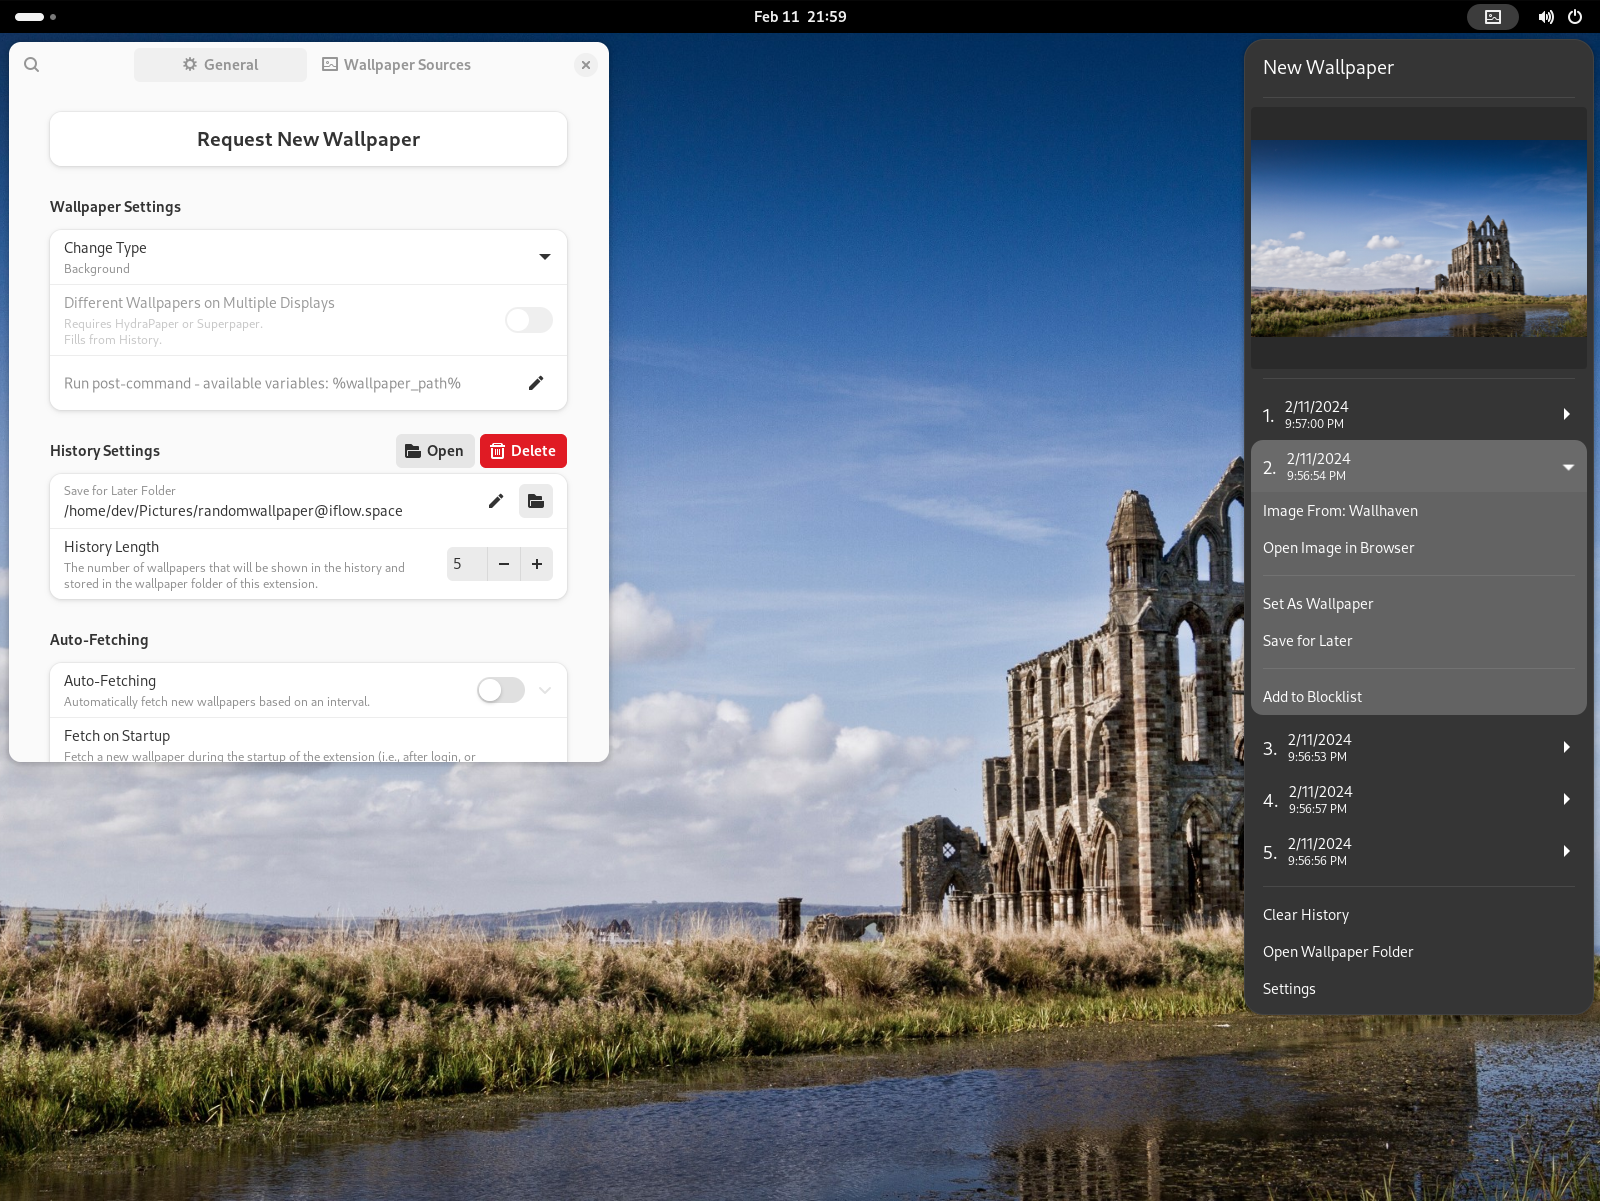 Feb 11 21:59
General
Wallpaper Sources
Request New Wallpaper
Wallpaper Settings
Change Type
Background
Different Wallpapers on Multiple Displays
Requires HydraPaper or Superpaper.
Fills from History.
Run post-command - available variables: %wallpaper_path%
History Settings
Open
Delete
Save for Later Folder
/home/dev/Pictures/randomwallpaper@iflow.space
History Length
The number of wallpapers that will be shown in the history and
stored in the wallpaper folder of this extension.
5
Auto-Fetching
Auto-Fetching
Automatically fetch new wallpapers based on an interval.
Fetch on Startup
Fetch a new wallpaper during the startup of the extension (i.e., after login, or
New Wallpaper
1. 2/11/2024
9:57:00 PM
2. 2/11/2024
9:56:54 PM
Image From: Wallhaven
Open Image in Browser
Set As Wallpaper
Save for Later
Add to Blocklist
3. 2/11/2024
9:56:53 PM
4. 2/11/2024
9:56:57 PM
5. 2/11/2024
9:56:56 PM
Clear History
Open Wallpaper Folder
Settings